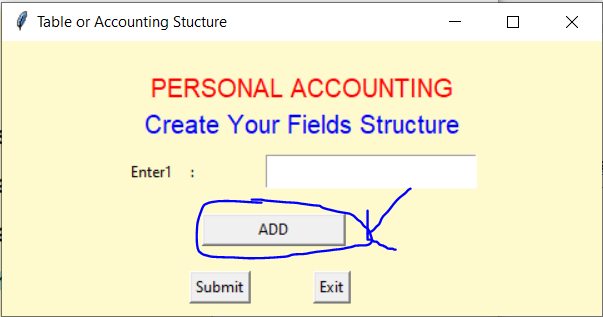 Table or Accounting Stucture
PERSONAL ACCOUNTING
Create Your Fields Structure
Enter1 :
ADD
Submit Exit